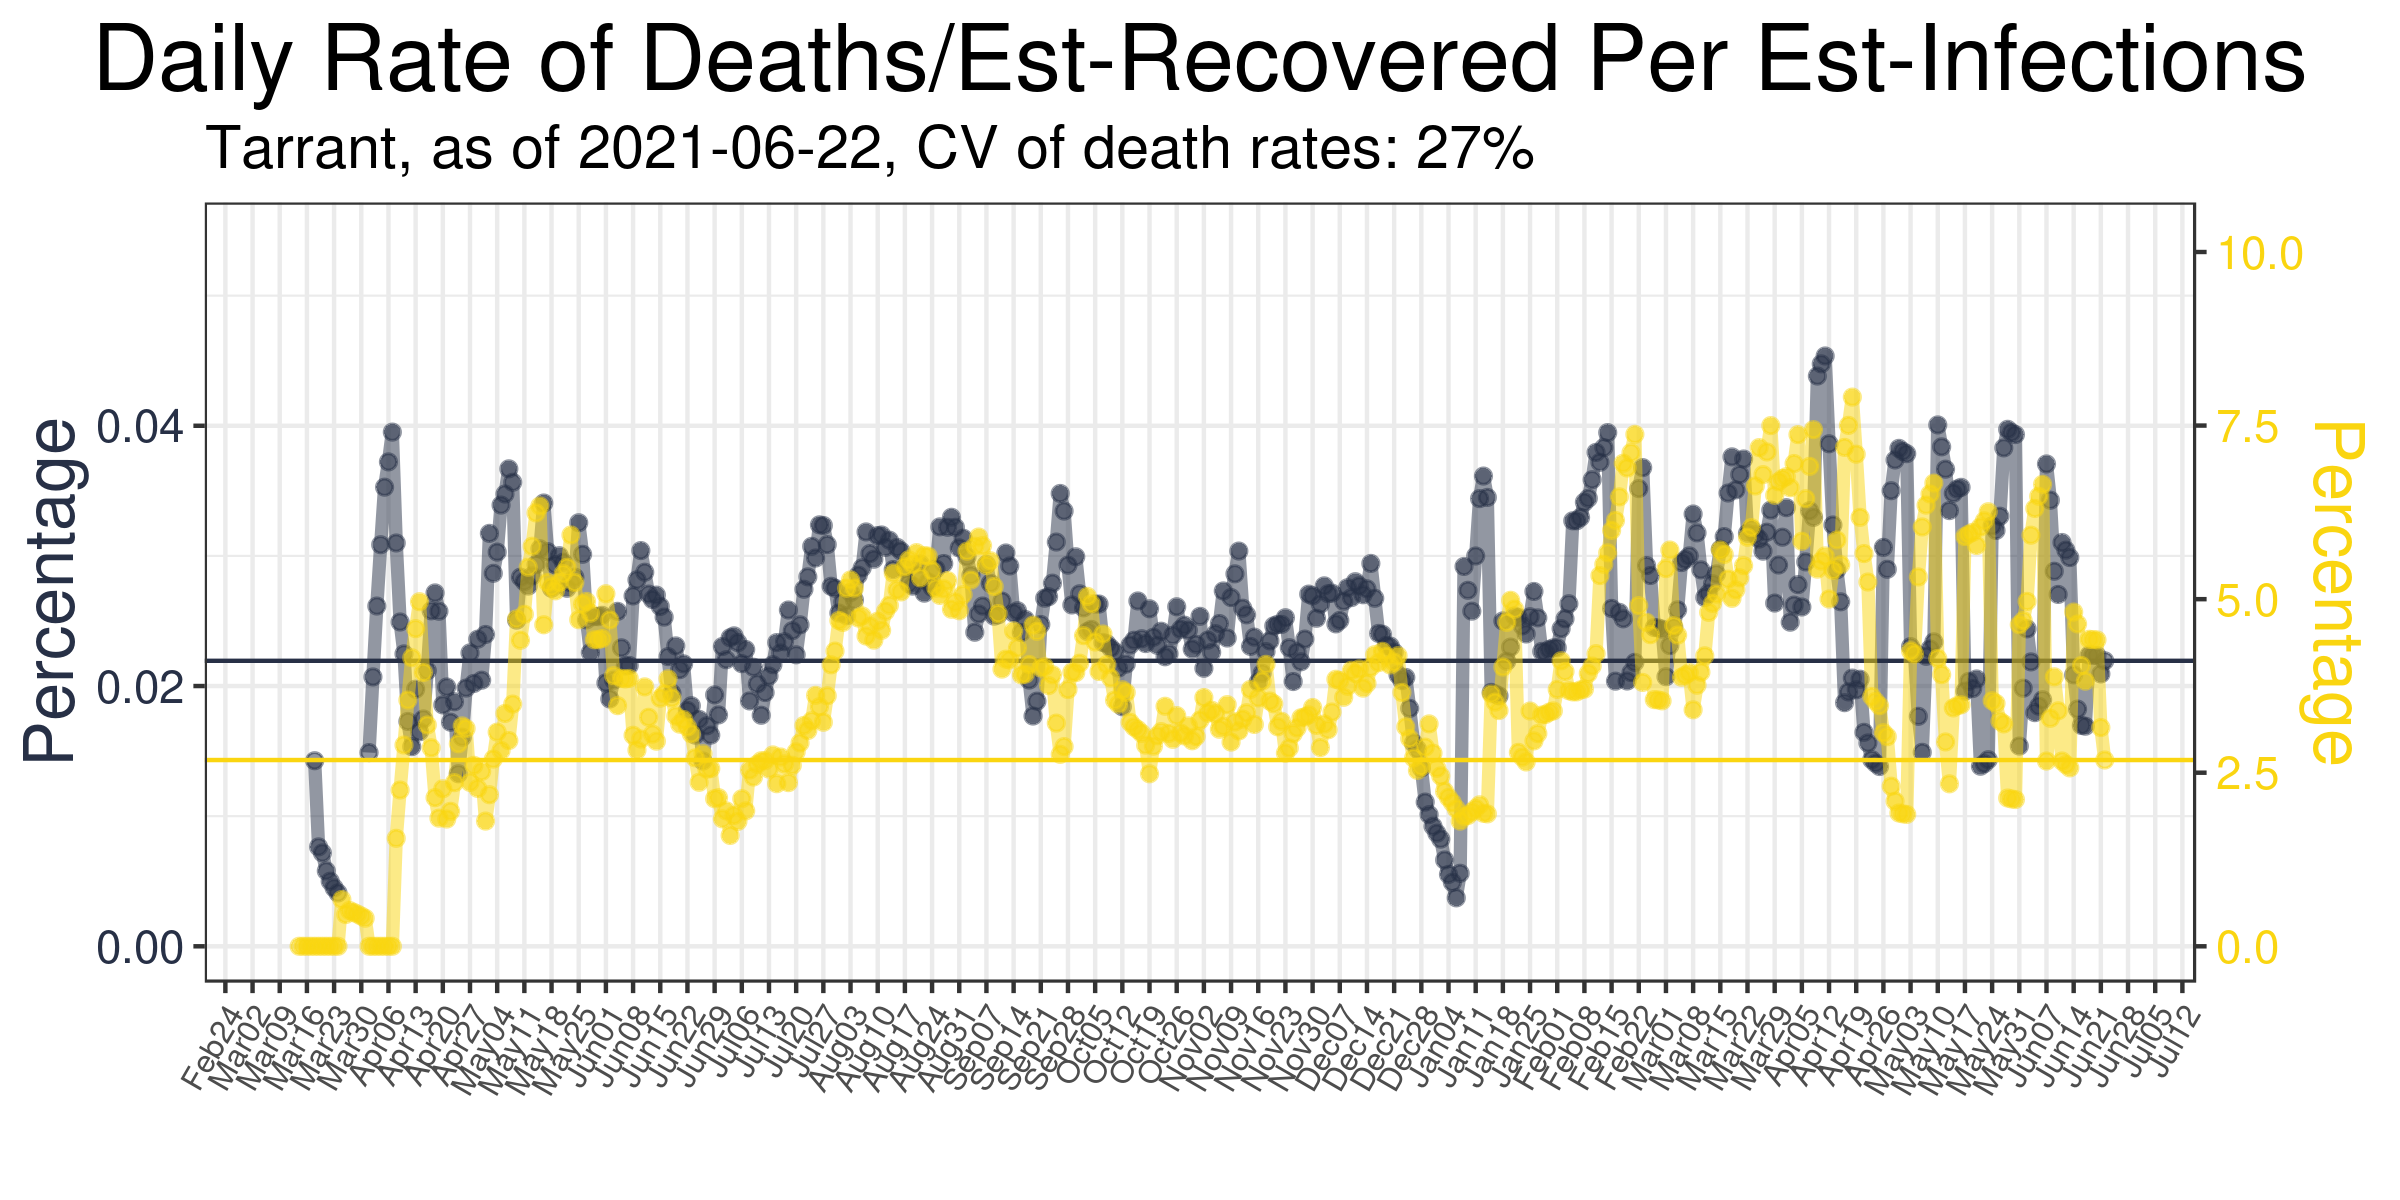 Daily Rate of Deaths/Est-Recovered Per Est-Infections
Tarrant, as of 2021-06-22, CV of death rates: 27%
Percentage
0.04
0.02
0.00
10.0
7.5
5.0
2.5
0.0
Percentage
Feb24
Mar02
Mar09
Mar16
Mar23
Mar30
Apr06
Apr13
Apr20
Apr27
May04
May11
May18
May25
Jun01
Jun08
Jun15
Jun22
Jun29
Jul06
Jul13
Jul20
Jul27
Aug03
Aug10
Aug17
Aug24
Aug31
Sep07
Sep14
Sep21
Sep28
Oct05
Oct12
Oct19
Oct26
Nov02
Nov09
Nov16
Nov23
Nov30
Dec07
Dec14
Dec21
Dec28
Jan04
Jan11
Jan18
Jan25
Feb01
Feb08
Feb15
Feb22
Mar01
Mar08
Mar15
Mar22
Mar29
Apr05
Apr12
Apr19
Apr26
May03
May10
May17
May24
May31
Jun07
Jun14
Jun21
Jun28
Jul05
Jul12